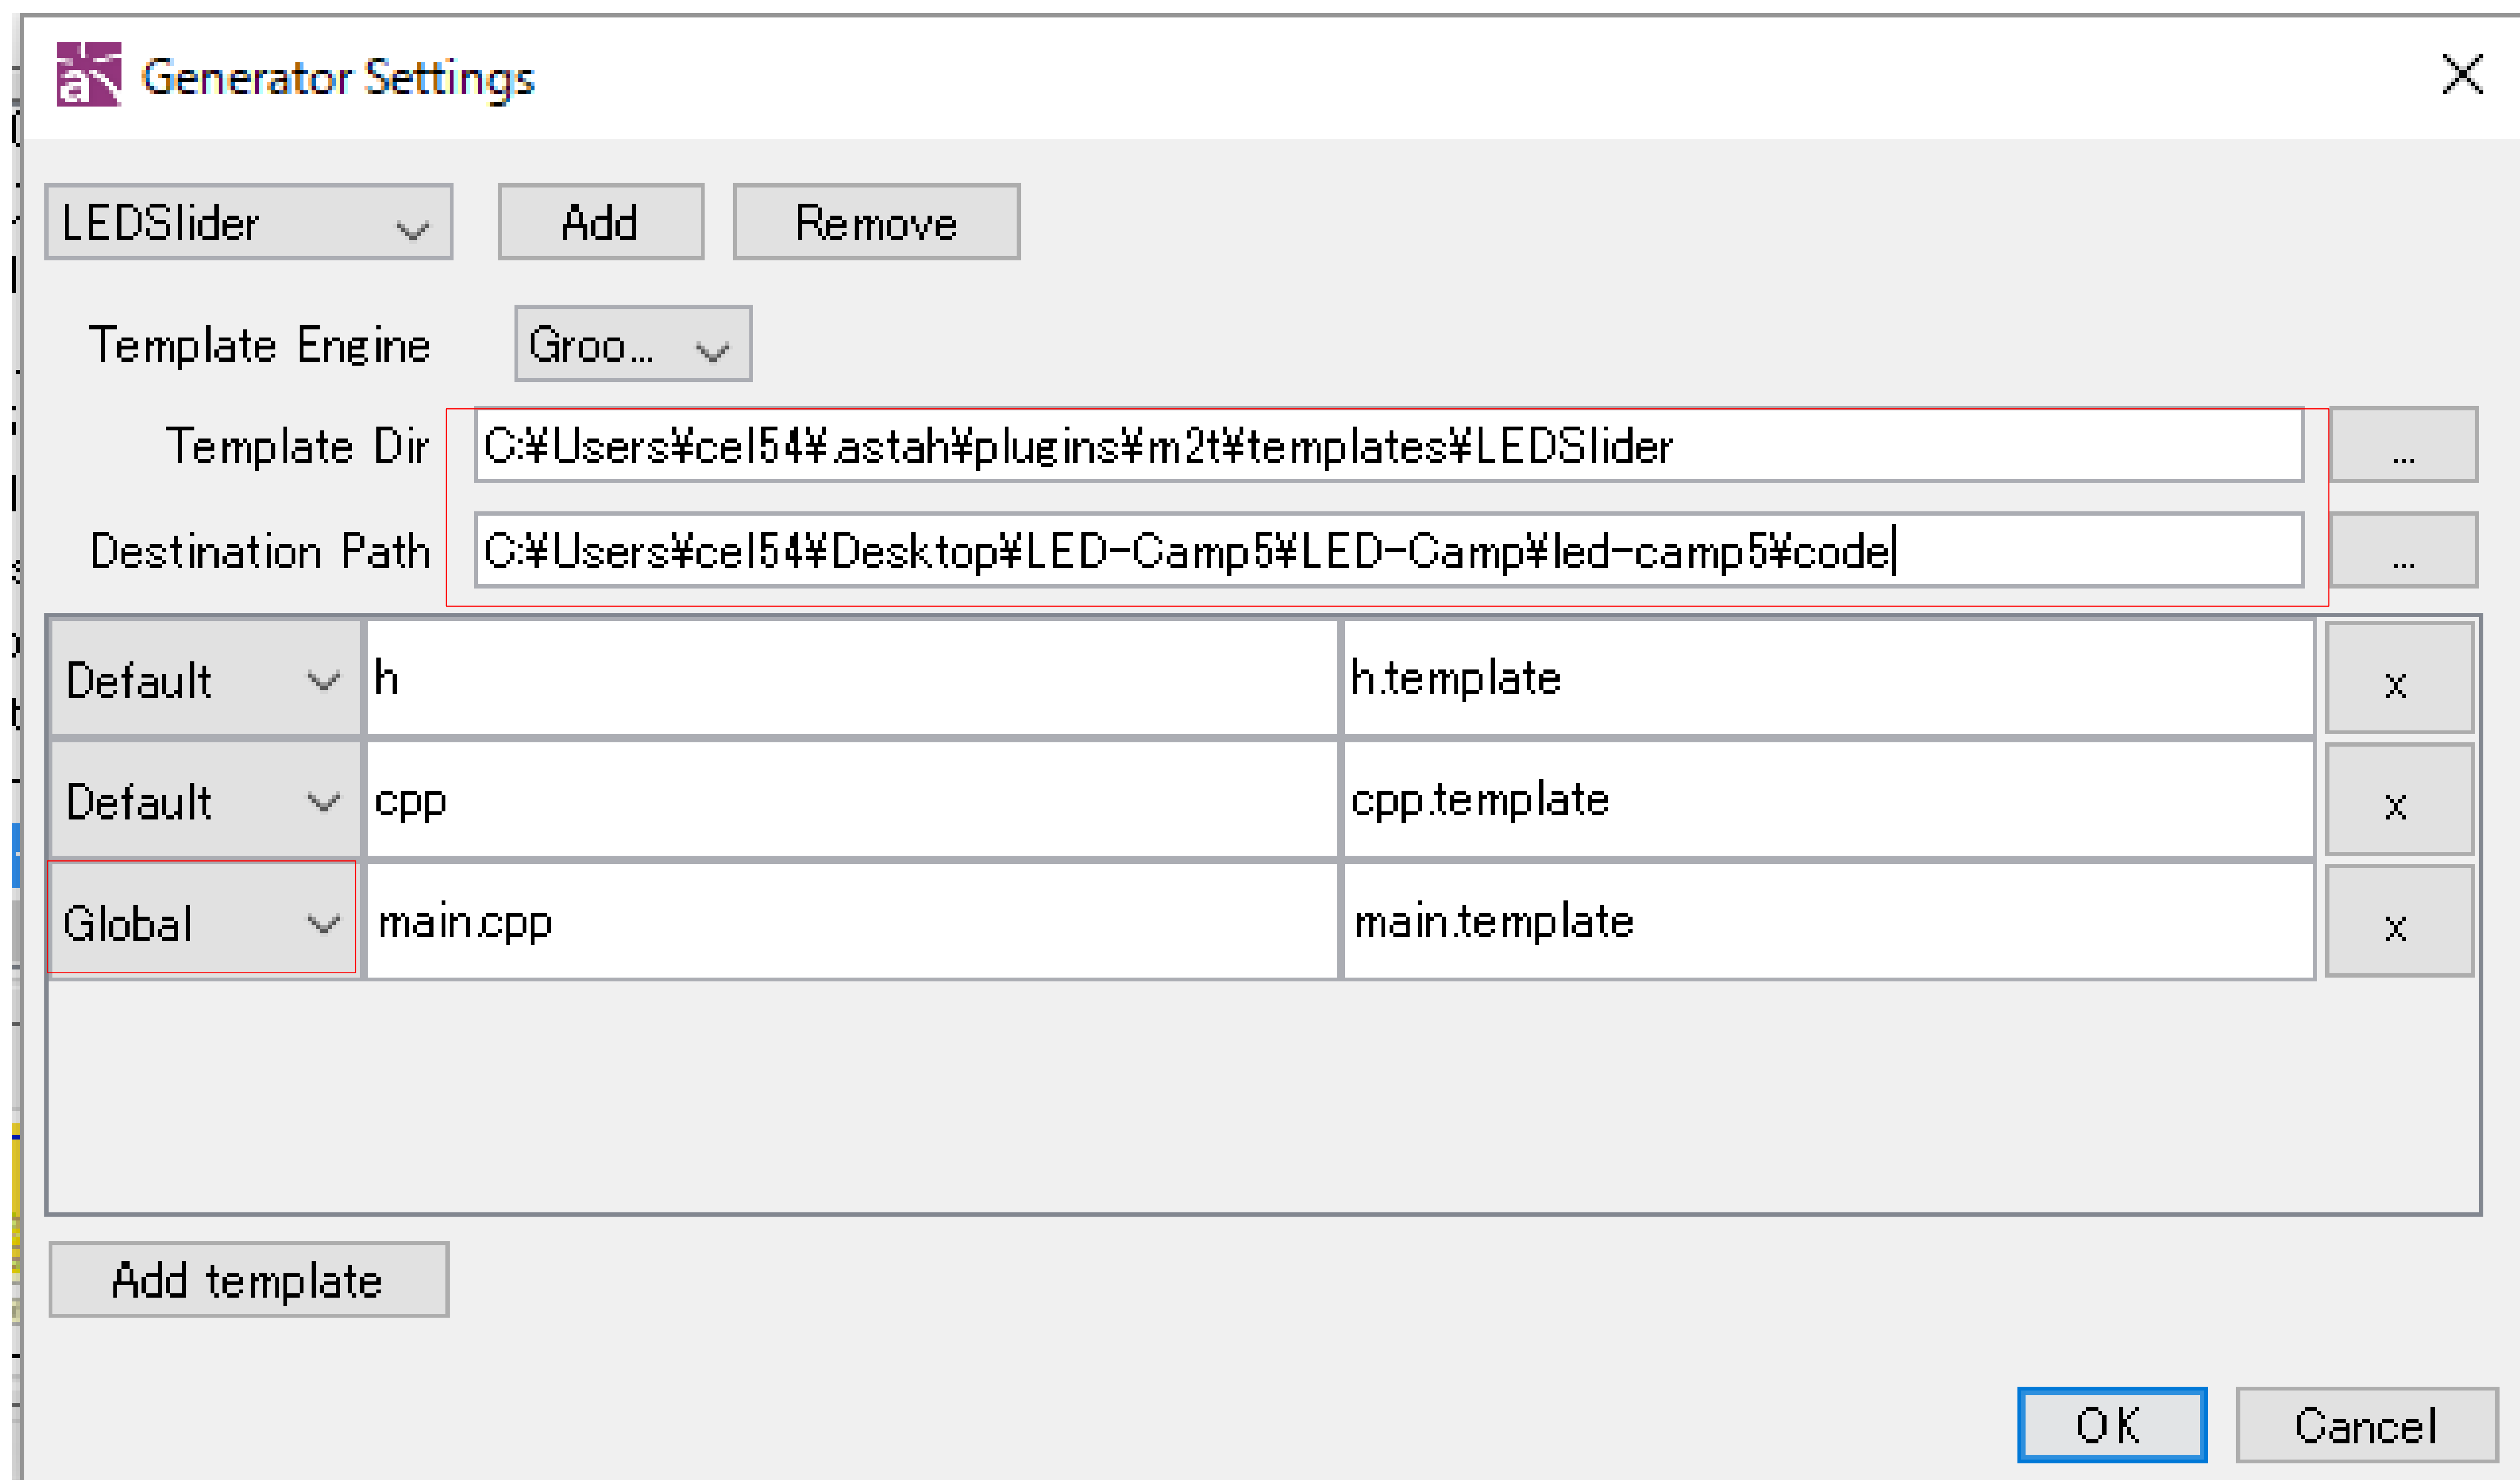 Generator Settings
LEDSlider Add Remove
Template Engine Groo...
Template Dir C:¥Users¥cel54¥.astah¥plugins¥m2t¥templates¥LEDSlider ...
Destination Path C:¥Users¥cel54¥Desktop¥LED-Camp5¥LED-Camp¥led-camp5¥code ...
Default h h.template x
Default cpp cpp.template x
Global main.cpp main.template x
Add template
OK Cancel